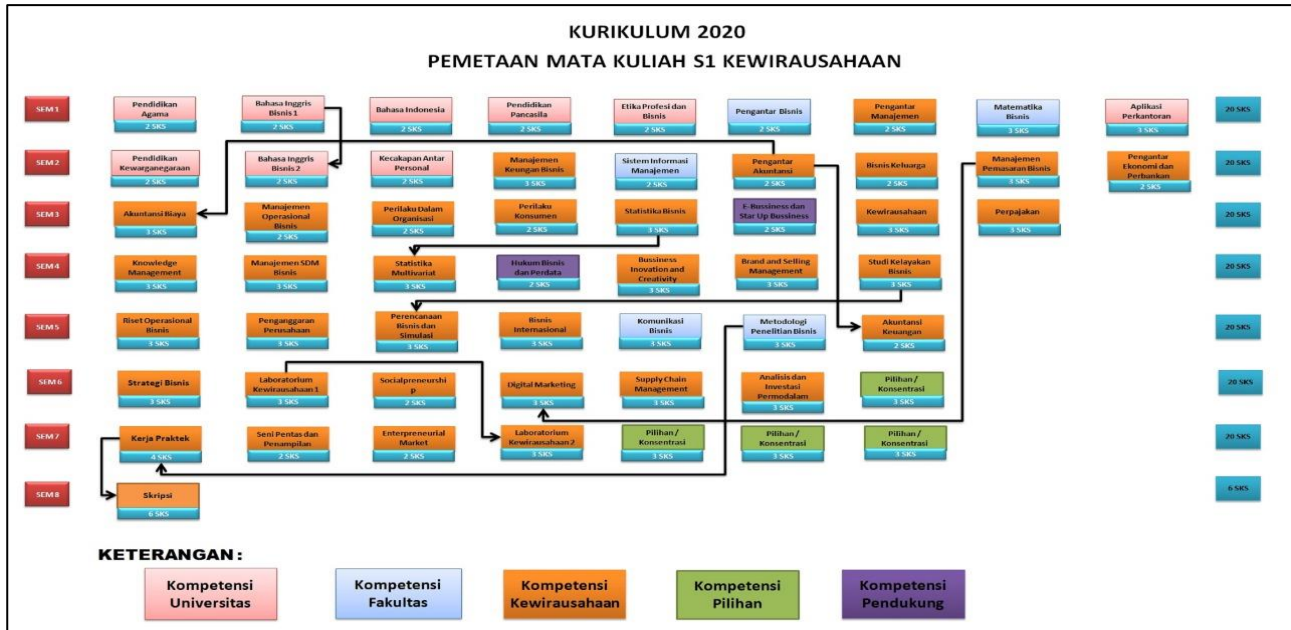 KURIKULUM 2020
PEMETAAN MATA KULIAH S1 KEWIRAUSAHAAN
SEM 1
Pendidikan
Agama
2 SKS
Bahasa Inggris
Bisnis 1
2 SKS
Bahasa Indonesia
2 SKS
Pendidikan
Pancasila
2 SKS
Etika Profesi dan
Bisnis
2 SKS
Pengantar Bisnis
2 SKS
Pengantar
Manajemen
2 SKS
Matematika
Bisnis
3 SKS
Aplikasi
Perkantoran
3 SKS
20 SKS
SEM 2
Pendidikan
Kewarganegaraan
2 SKS
Bahasa Inggris
Bisnis 2
2 SKS
Kecakapan Antar
Personal
2 SKS
Manajemen
Keungan Bisnis
3 SKS
Sistem Informasi
Manajemen
2 SKS
Pengantar
Akuntansi
2 SKS
Bisnis Keluarga
2 SKS
Manajemen
Pemasaran Bisnis
3 SKS
Pengantar
Ekonomi dan
Perbankan
2 SKS
20 SKS
SEM 3
Akuntansi Biaya
3 SKS
Manajemen
Operasional
Bisnis
2 SKS
Perilaku Dalam
Organisasi
2 SKS
Perilaku
Konsumen
2 SKS
Statistika Bisnis
3 SKS
E-Bussiness dan
Star Up Bussiness
2 SKS
Kewirausahaan
3 SKS
Perpajakan
3 SKS
20 SKS
SEM 4
Knowledge
Management
3 SKS
Manajemen SDM
Bisnis
3 SKS
Statistika
Multivariat
3 SKS
Hukum Bisnis
dan Perdata
2 SKS
Bussiness
Inovation and
Creativity
3 SKS
Brand and Selling
Management
3 SKS
Studi Kelayakan
Bisnis
3 SKS
20 SKS
SEM 5
Riset Operasional
Bisnis
3 SKS
Penganggaran
Perusahaan
3 SKS
Perencanaan
Bisnis dan
Simulasi
3 SKS
Bisnis
Internasional
3 SKS
Komunikasi
Bisnis
3 SKS
Metodologi
Penelitian Bisnis
3 SKS
Akuntansi
Keuangan
2 SKS
20 SKS
SEM 6
Strategi Bisnis
3 SKS
Laboratorium
Kewirausahaan 1
3 SKS
Socialpreneurshi
p
2 SKS
Digital Marketing
3 SKS
Supply Chain
Management
3 SKS
Analisis dan
Investasi
Permodalam
3 SKS
Pilihan /
Konsentrasi
3 SKS
20 SKS
SEM 7
Kerja Praktek
4 SKS
Seni Pentas dan
Penampilan
2 SKS
Enterpreneurial
Market
2 SKS
Laboratorium
Kewirausahaan 2
3 SKS
Pilihan /
Konsentrasi
3 SKS
Pilihan /
Konsentrasi
3 SKS
Pilihan /
Konsentrasi
3 SKS
20 SKS
SEM 8
Skripsi
6 SKS
6 SKS
KETERANGAN :
Kompetensi
Universitas
Kompetensi
Fakultas
Kompetensi
Kewirausahaan
Kompetensi
Pilihan
Kompetensi
Pendukung